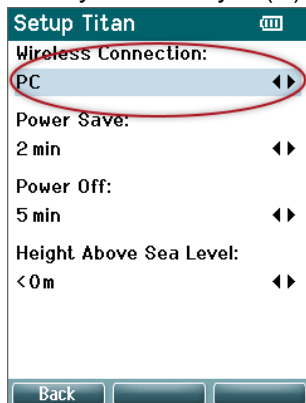 Setup Titan
Wireless Connection:
PC
Power Save:
2 min
Power Off:
5 min
Height Above Sea Level:
<0m
Back